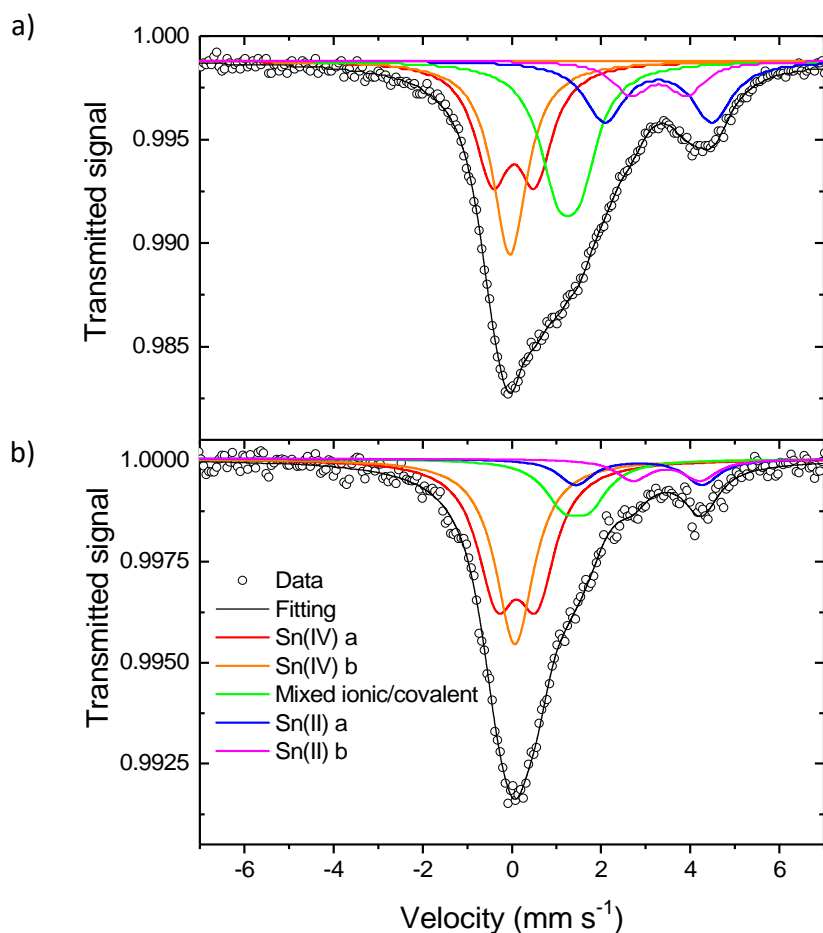 a)
1.000
0.995
0.990
0.985
Transmitted signal
b)
1.0000
0.9975
0.9950
0.9925
Transmitted signal
Data
Fitting
Sn(IV) a
Sn(IV) b
Mixed ionic/covalent
Sn(II) a
Sn(II) b
-6 -4 -2 0 2 4 6
Velocity (mm s⁻¹)